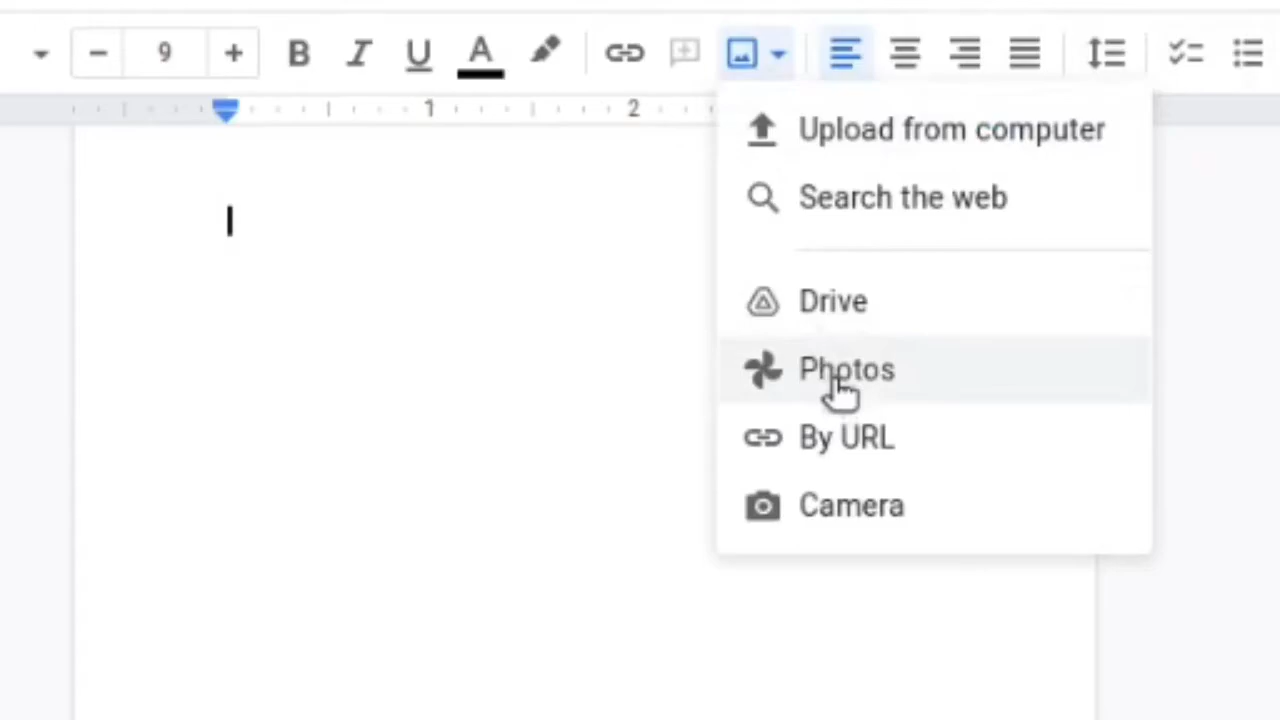 9 B I U A
1 2
Upload from computer
Search the web
Drive
Photos
By URL
Camera